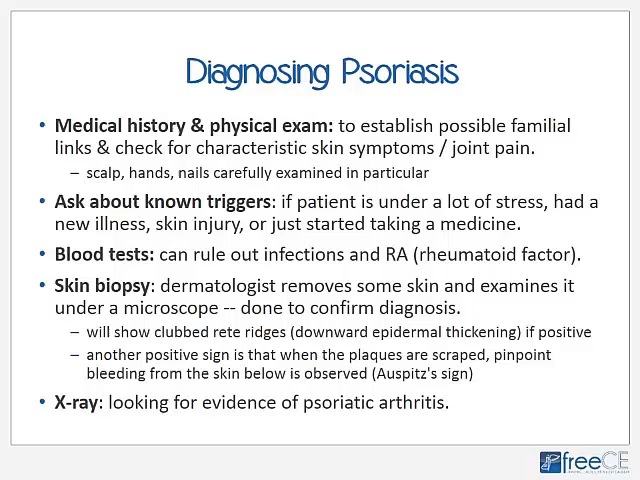 Diagnosing Psoriasis
• Medical history & physical exam: to establish possible familial
links & check for characteristic skin symptoms / joint pain.
– scalp, hands, nails carefully examined in particular
• Ask about known triggers: if patient is under a lot of stress, had a
new illness, skin injury, or just started taking a medicine.
• Blood tests: can rule out infections and RA (rheumatoid factor).
• Skin biopsy: dermatologist removes some skin and examines it
under a microscope -- done to confirm diagnosis.
– will show clubbed rete ridges (downward epidermal thickening) if positive
– another positive sign is that when the plaques are scraped, pinpoint
bleeding from the skin below is observed (Auspitz's sign)
• X-ray: looking for evidence of psoriatic arthritis.
freeCE